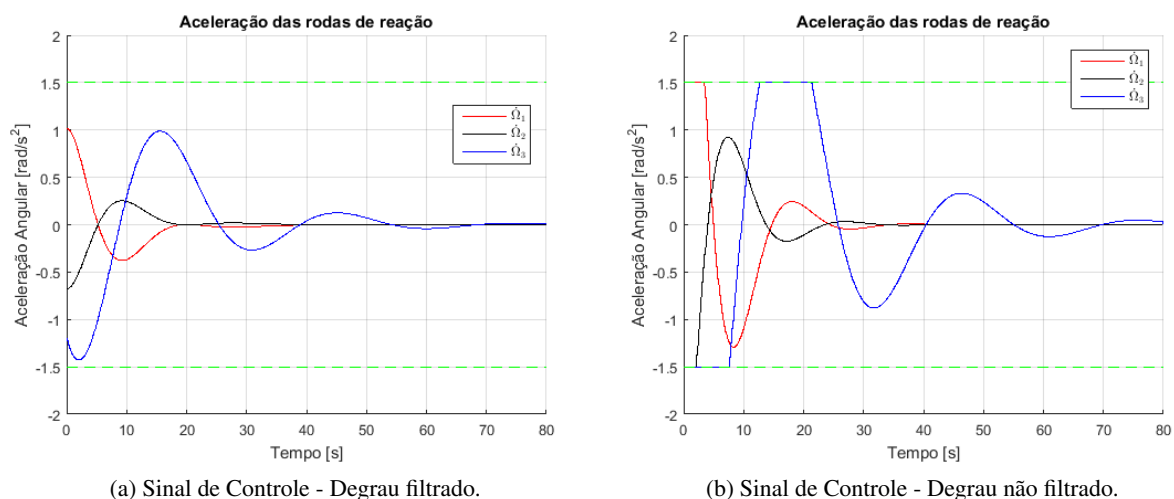 Aceleração das rodas de reação
Aceleração Angular [rad/s²]
2
1.5
1
0.5
0
-0.5
-1
-1.5
-2
Ω̇₁
Ω̇₂
Ω̇₃
0 10 20 30 40 50 60 70 80
Tempo [s]
(a) Sinal de Controle - Degrau filtrado.
Aceleração das rodas de reação
Aceleração Angular [rad/s²]
2
1.5
1
0.5
0
-0.5
-1
-1.5
-2
Ω̇₁
Ω̇₂
Ω̇₃
0 10 20 30 40 50 60 70 80
Tempo [s]
(b) Sinal de Controle - Degrau não filtrado.